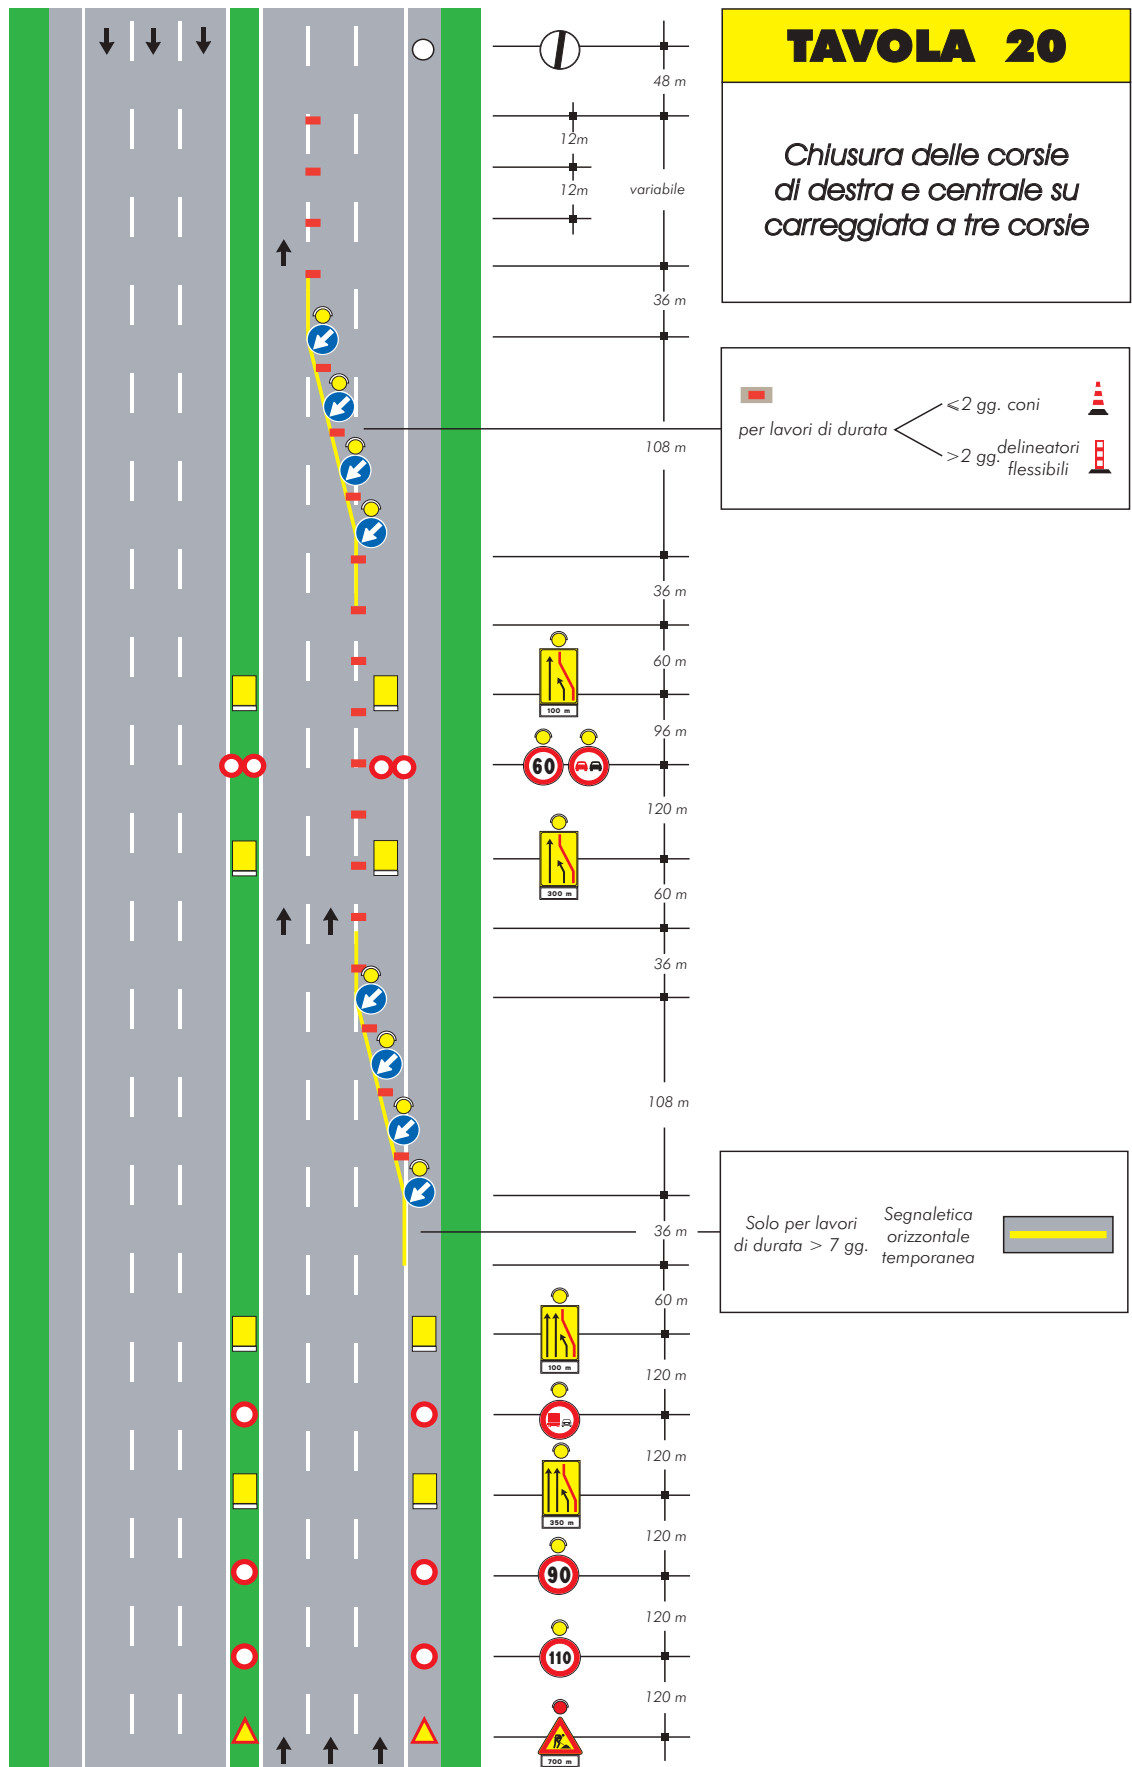 TAVOLA 20
Chiusura delle corsie
di destra e centrale su
carreggiata a tre corsie
48 m
12m
12m
variabile
36 m
per lavori di durata
⩽2 gg. coni
>2 gg.
delineatori
flessibili
108 m
36 m
60 m
100 m
96 m
60
120 m
300 m
60 m
36 m
108 m
Solo per lavori
di durata > 7 gg.
Segnaletica
orizzontale
temporanea
36 m
60 m
100 m
120 m
120 m
350 m
120 m
90
120 m
110
120 m
700 m